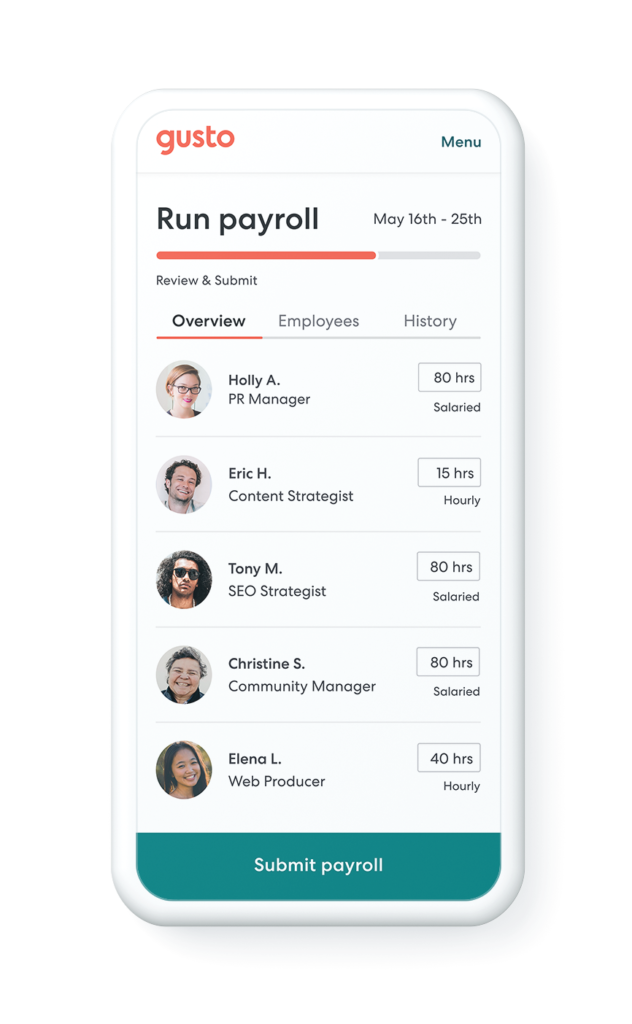 gusto
Menu
Run payroll
May 16th - 25th
Review & Submit
Overview
Employees
History
Holly A.
PR Manager
80 hrs
Salaried
Eric H.
Content Strategist
15 hrs
Hourly
Tony M.
SEO Strategist
80 hrs
Salaried
Christine S.
Community Manager
80 hrs
Salaried
Elena L.
Web Producer
40 hrs
Hourly
Submit payroll